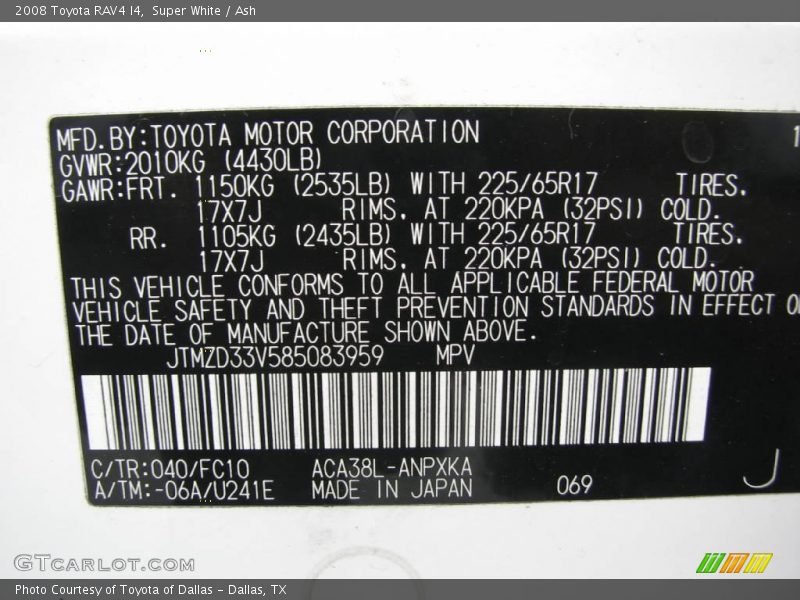 2008 Toyota RAV4 I4, Super White / Ash
MFD.BY:TOYOTA MOTOR CORPORATION 1
GVWR:2010KG (4430LB)
GAWR:FRT. 1150KG (2535LB) WITH 225/65R17 TIRES,
17X7J RIMS, AT 220KPA (32PSI) COLD.
RR. 1105KG (2435LB) WITH 225/65R17 TIRES,
17X7J RIMS, AT 220KPA (32PSI) COLD.
THIS VEHICLE CONFORMS TO ALL APPLICABLE FEDERAL MOTOR
VEHICLE SAFETY AND THEFT PREVENTION STANDARDS IN EFFECT
THE DATE OF MANUFACTURE SHOWN ABOVE.
JTMZD33V585083959 MPV
C/TR:040/FC10 ACA38L-ANPXKA
A/TM:-06A/U241E MADE IN JAPAN 069 J
GTCARLOT.COM
Photo Courtesy of Toyota of Dallas - Dallas, TX